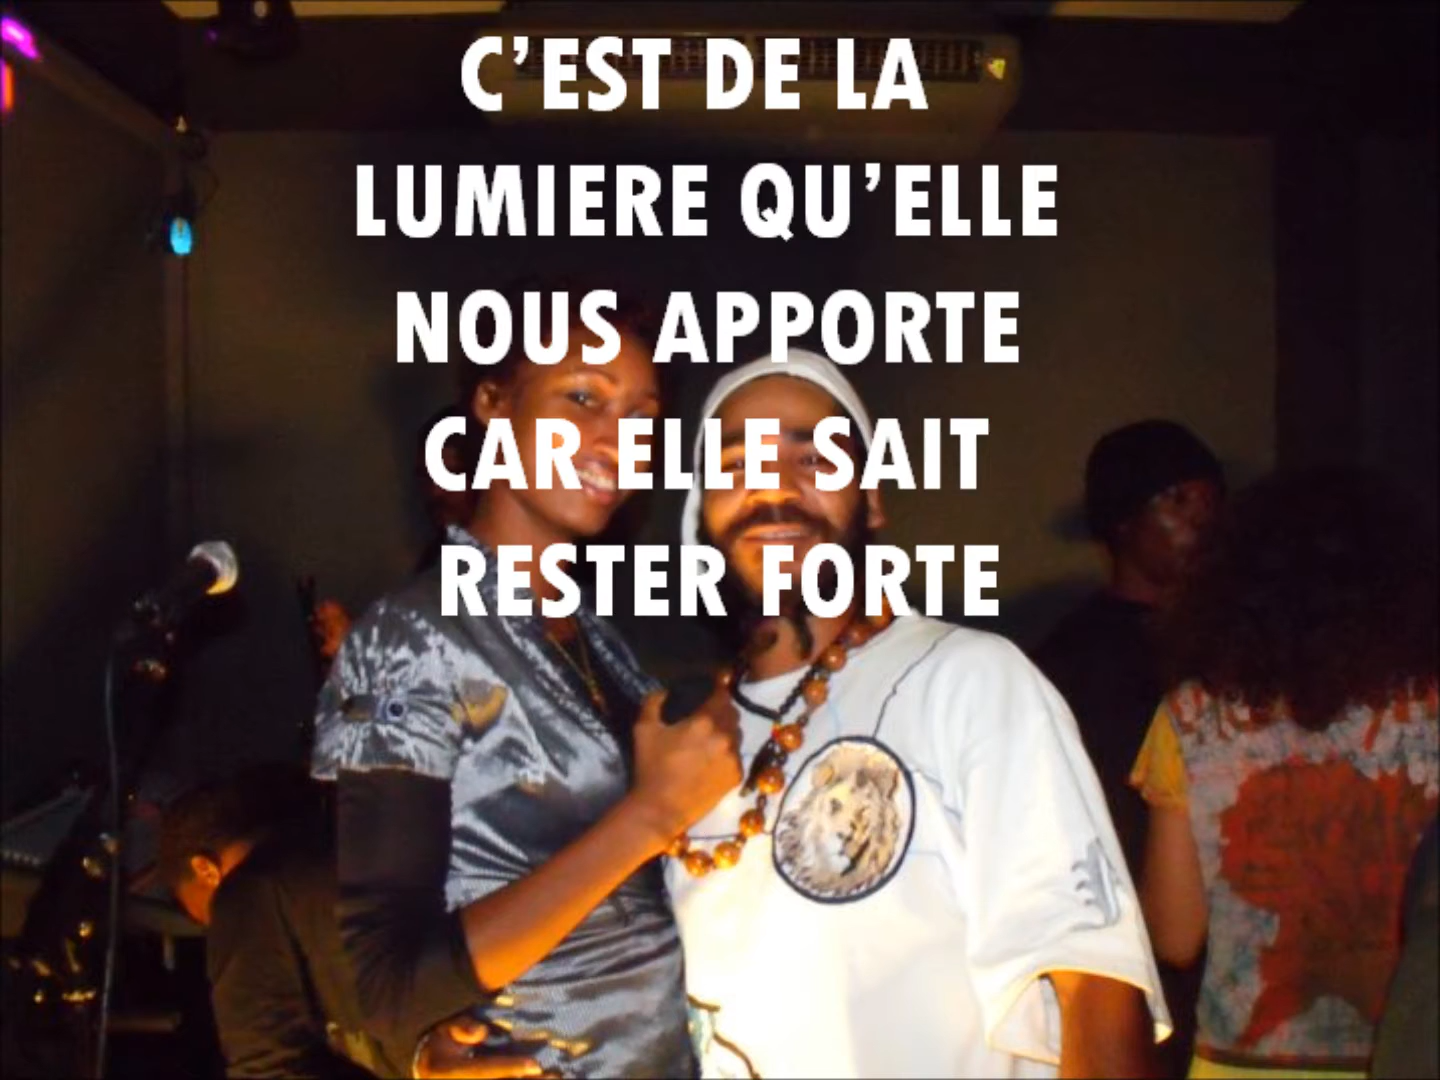 C’EST DE LA
LUMIERE QU’ELLE
NOUS APPORTE
CAR ELLE SAIT
RESTER FORTE